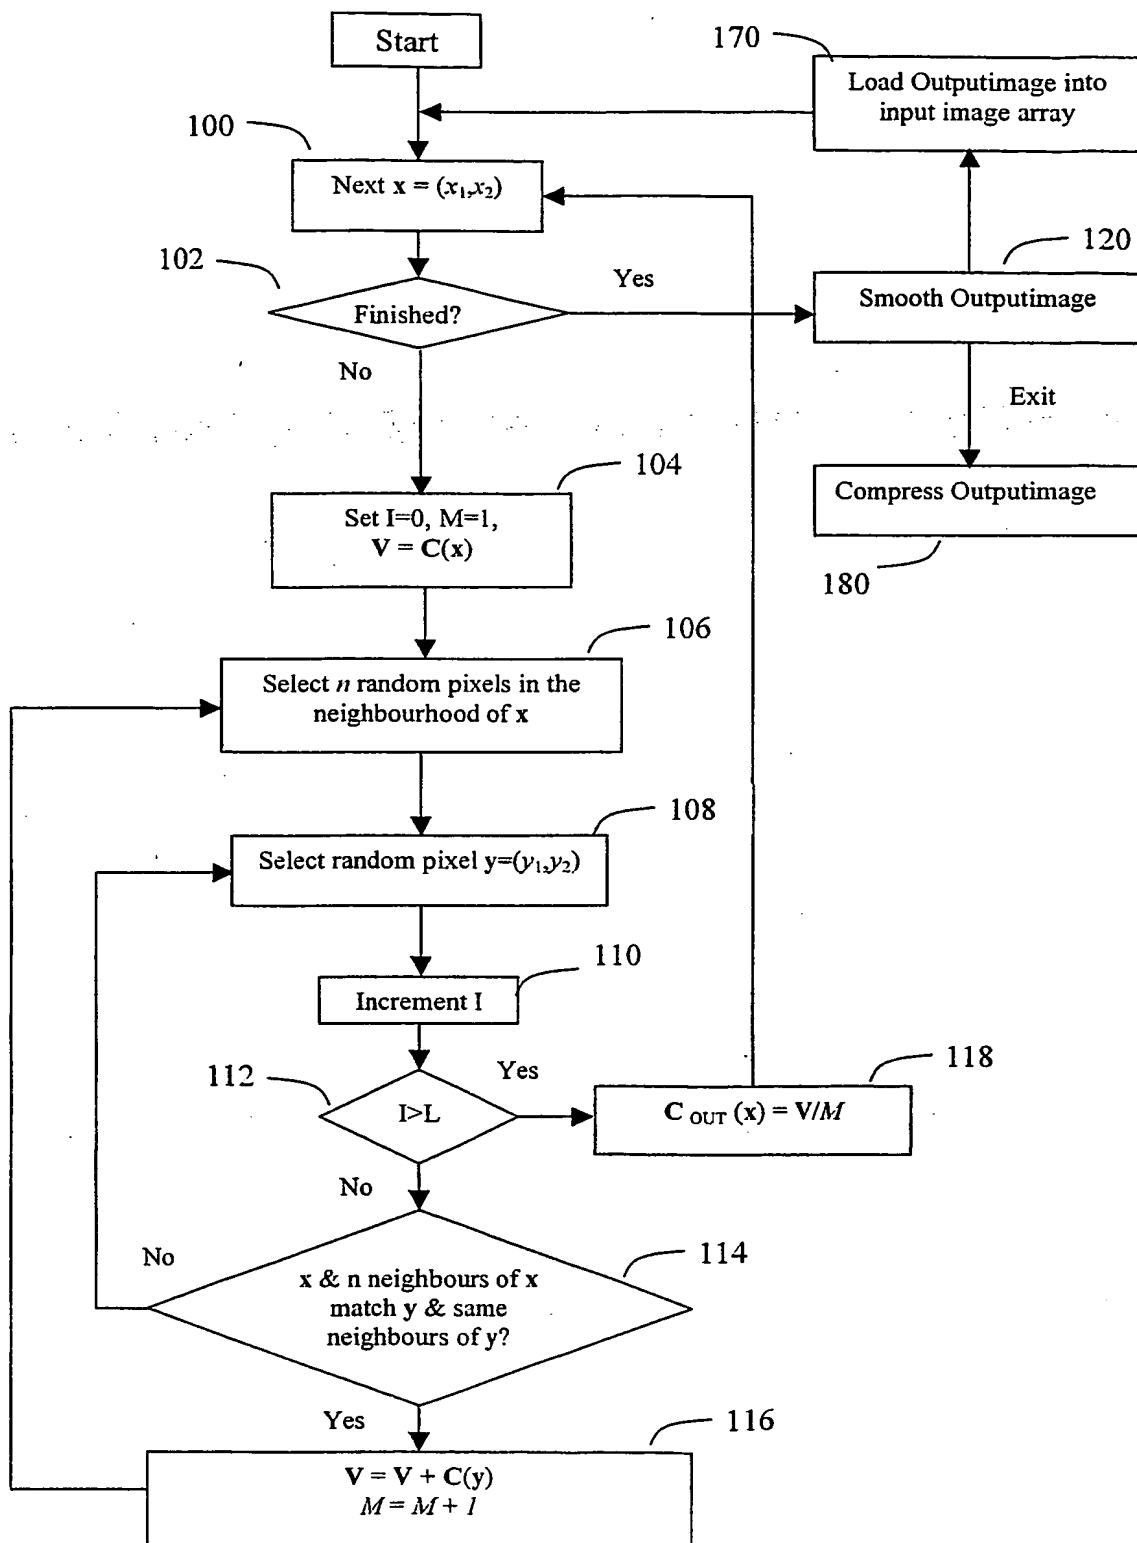 Start
170
Load Outputimage into
input image array
100
Next x = (x₁,x₂)
120
Smooth Outputimage
102
Finished?
Yes
No
Exit
104
Set I=0, M=1,
V = C(x)
Compress Outputimage
180
106
Select n random pixels in the
neighbourhood of x
108
Select random pixel y=(y₁,y₂)
110
Increment I
112
I>L
Yes
118
C OUT (x) = V/M
No
No
114
x & n neighbours of x
match y & same
neighbours of y?
Yes
116
V = V + C(y)
M = M + 1